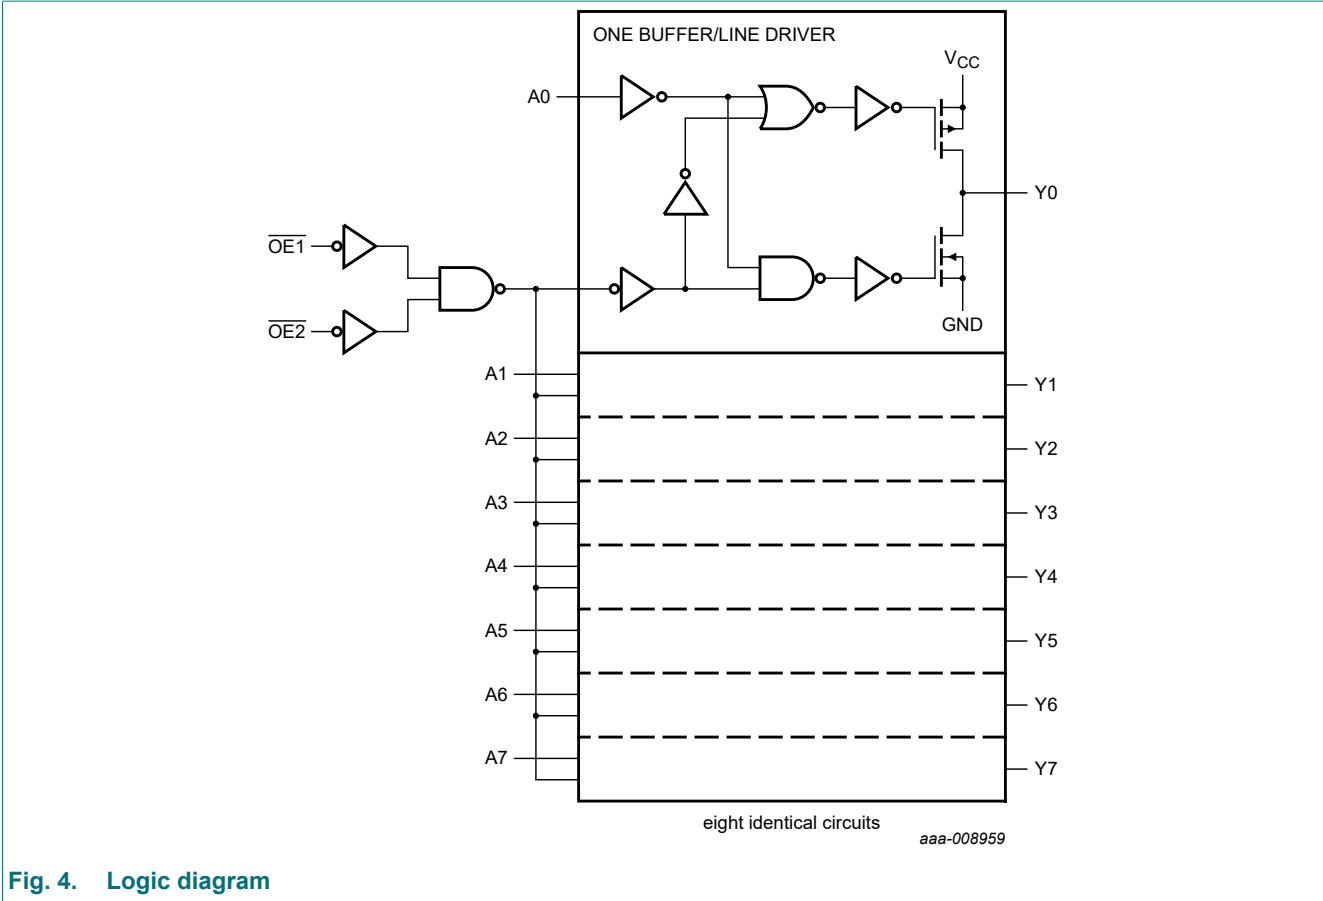 ONE BUFFER/LINE DRIVER
VCC
A0
Y0
OE1
OE2
GND
A1
Y1
A2
Y2
A3
Y3
A4
Y4
A5
Y5
A6
Y6
A7
Y7
eight identical circuits
aaa-008959
Fig. 4. Logic diagram